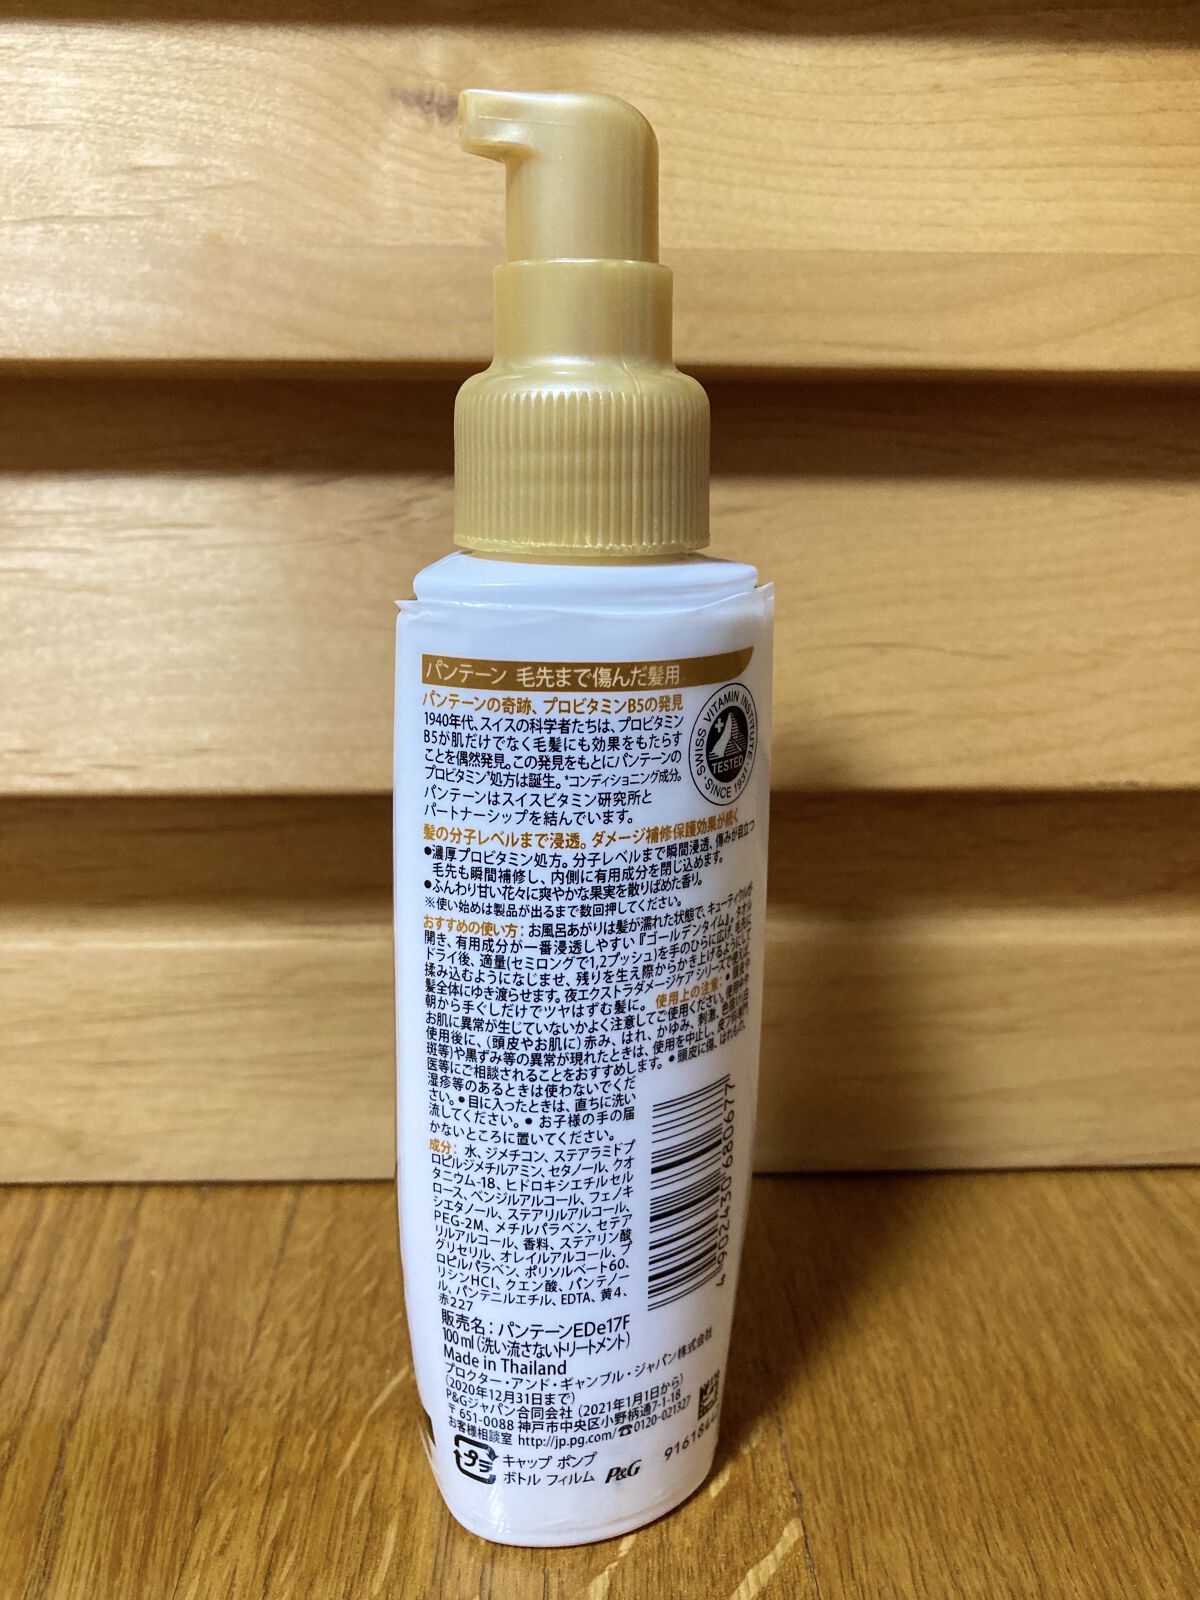 パンテーン 毛先まで傷んだ髪用
パンテーンの奇跡、プロビタミンB5の発見
1940年代、スイスの科学者たちは、プロビタミン
B5が肌だけでなく毛髪にも効果をもたらす
ことを偶然発見。この発見をもとにパンテーンの
プロビタミン*処方は誕生。*コンディショニング成分。
パンテーンはスイスビタミン研究所と
パートナーシップを結んでいます。
SWISS VITAMIN INSTITUTE
TESTED
SINCE 1931
髪の分子レベルまで浸透。ダメージ補修保護効果が続く
●濃厚プロビタミン処方。分子レベルまで瞬間浸透、傷みが目立つ
毛先も瞬間補修し、内側に有用成分を閉じ込めます。
●ふんわり甘い花々に爽やかな果実を散りばめた香り。
※使い始めは製品が出るまで数回押してください。
おすすめの使い方：お風呂あがりは髪が濡れた状態で、キューティクルが
開き、有用成分が一番浸透しやすい『ゴールデンタイム』。タオル
ドライ後、適量(セミロングで1,2プッシュ)を手のひらに広げ、毛先に
揉み込むようになじませ、残りを生え際からかき上げるようにして
髪全体にゆき渡らせます。夜エクストラダメージケアシリーズで使えば、
朝から手ぐしだけでツヤはずむ髪に。 使用上の注意：●頭皮や
お肌に異常が生じていないかよく注意してご使用ください。使用中や
使用後に、(頭皮やお肌に)赤み、はれ、かゆみ、刺激、色抜け(白
斑等)や黒ずみ等の異常が現れたときは、使用を中止し、皮フ科専門
医等にご相談されることをおすすめします。●頭皮に傷、はれもの、
湿疹等のあるときは使わないでくだ
さい。●目に入ったときは、直ちに洗い
流してください。●お子様の手の届
かないところに置いてください。
成分：水、ジメチコン、ステアラミドプ
ロピルジメチルアミン、セタノール、クオ
タニウム-18、ヒドロキシエチルセル
ロース、ベンジルアルコール、フェノキ
シエタノール、ステアリルアルコール、
PEG-2M、メチルパラベン、セテア
リルアルコール、香料、ステアリン酸
グリセリル、オレイルアルコール、プ
ロピルパラベン、ポリソルベート60、
リシンHCl、クエン酸、パンテノー
ル、パンテニルエチル、EDTA、黄4、
赤227
4902430689077
販売名：パンテーンEDe17F
100ml(洗い流さないトリートメント)
Made in Thailand
プロクター・アンド・ギャンブル・ジャパン株式会社
(2020年12月31日まで)
P&Gジャパン合同会社 (2021年1月1日から)
〒651-0088 神戸市中央区小野柄通7-1-18
お客様相談室 http://jp.pg.com/☎0120-021327
プラ
キャップ ポンプ
ボトル フィルム
P&G